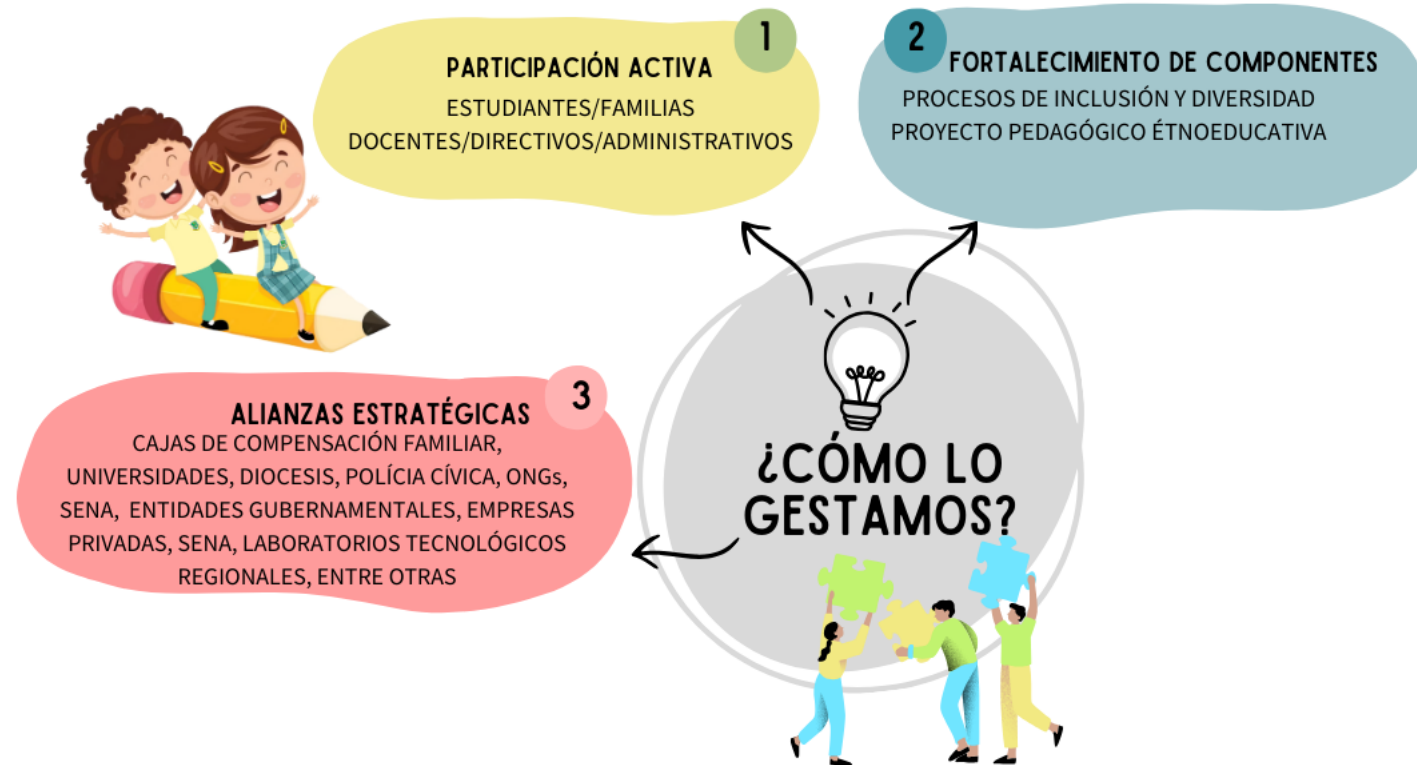 1
PARTICIPACIÓN ACTIVA
ESTUDIANTES/FAMILIAS
DOCENTES/DIRECTIVOS/ADMINISTRATIVOS
2
FORTALECIMIENTO DE COMPONENTES
PROCESOS DE INCLUSIÓN Y DIVERSIDAD
PROYECTO PEDAGÓGICO ÉTNOEDUCATIVA
3
ALIANZAS ESTRATÉGICAS
CAJAS DE COMPENSACIÓN FAMILIAR,
UNIVERSIDADES, DIOCESIS, POLÍCIA CÍVICA, ONGs,
SENA, ENTIDADES GUBERNAMENTALES, EMPRESAS
PRIVADAS, SENA, LABORATORIOS TECNOLÓGICOS
REGIONALES, ENTRE OTRAS
¿CÓMO LO
GESTAMOS?